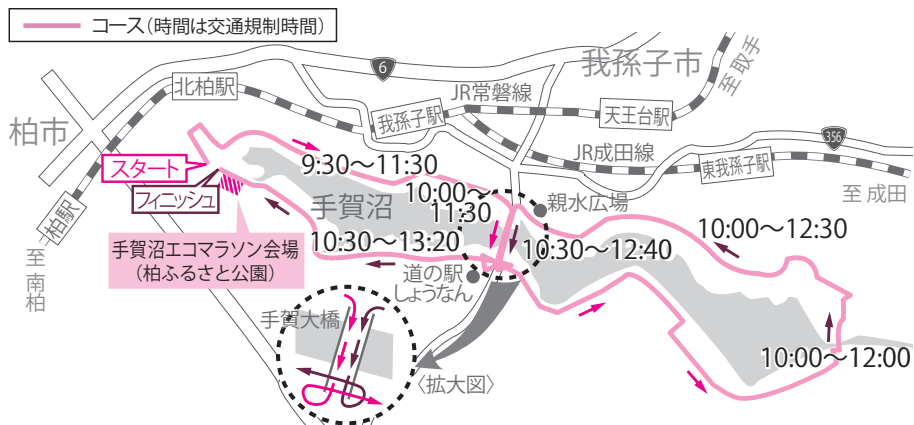 コース（時間は交通規制時間）
6
我孫子市
至 取手
北柏駅
JR常磐線
我孫子駅
天王台駅
柏市
356
JR成田線
スタート
9:30〜11:30
東我孫子駅
フィニッシュ
手賀沼
10:00〜
11:30
親水広場
至 成田
柏駅
10:00〜12:30
手賀沼エコマラソン会場
（柏ふるさと公園）
10:30〜13:20
10:30〜12:40
至 南柏
道の駅
しょうなん
手賀大橋
10:00〜12:00
〈拡大図〉